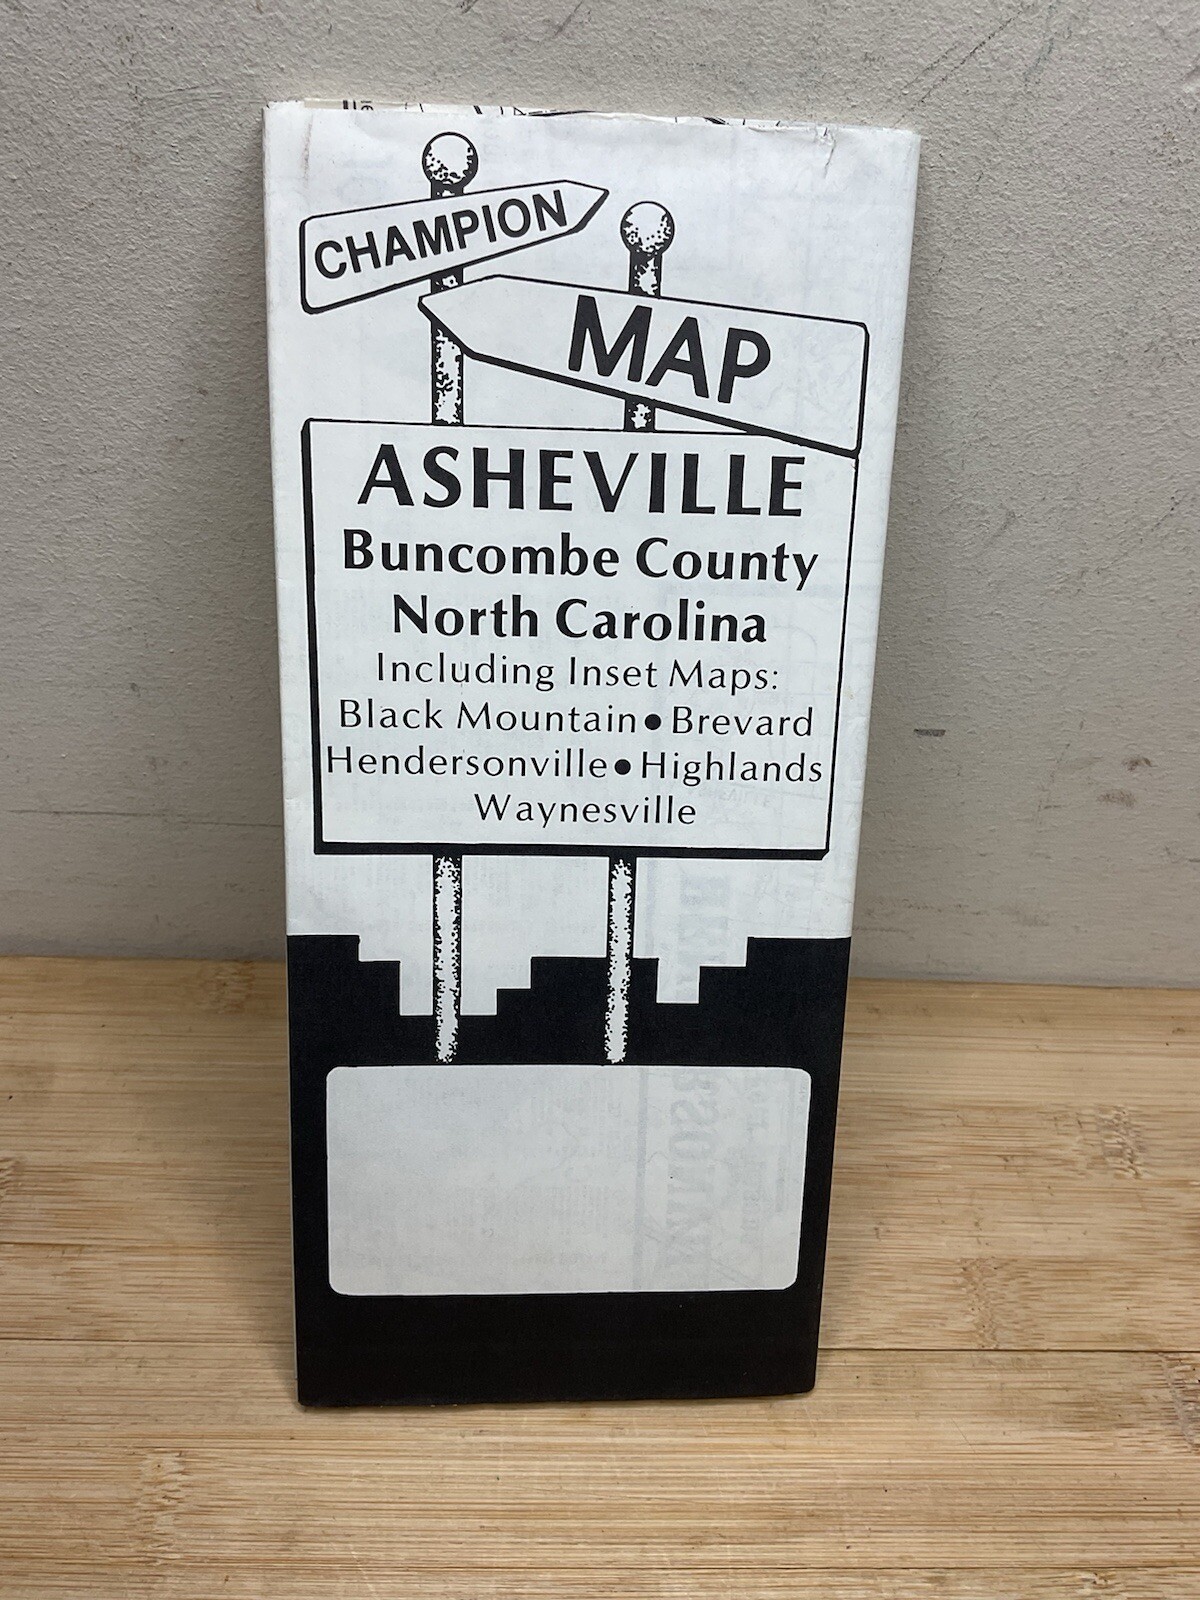 CHAMPION
MAP
ASHEVILLE
Buncombe County
North Carolina
Including Inset Maps:
Black Mountain●Brevard
Hendersonville●Highlands
Waynesville